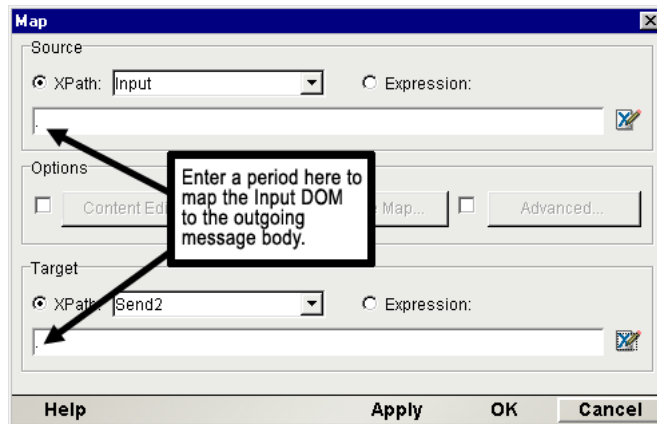 Map
Source
XPath: Input
Expression:
.
Options
Enter a period here to
map the Input DOM
to the outgoing
message body.
Content Edi
Map...
Advanced...
Target
XPath: Send2
Expression:
.
Help Apply OK Cancel